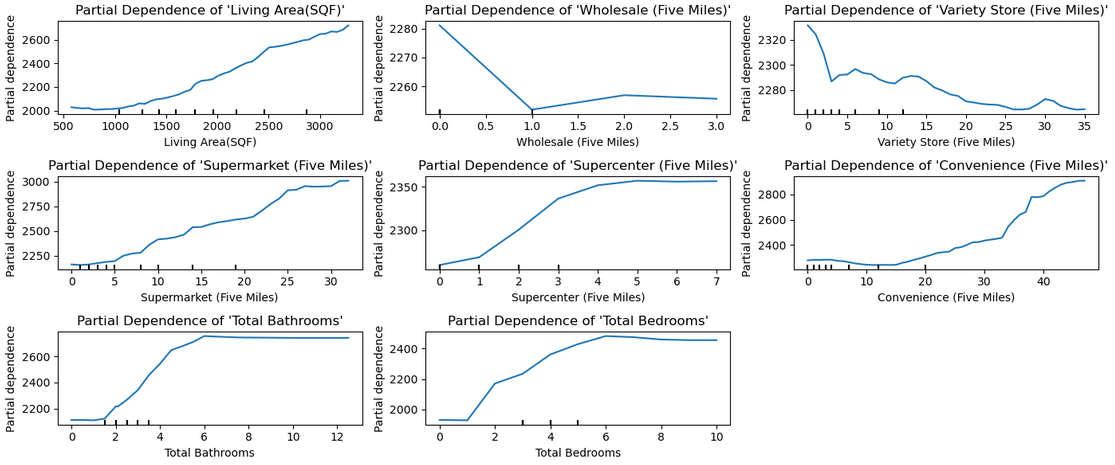 Partial Dependence of 'Living Area(SQF)'
Partial dependence
2600
2400
2200
2000
500 1000 1500 2000 2500 3000
Living Area(SQF)
Partial Dependence of 'Wholesale (Five Miles)'
Partial dependence
2280
2270
2260
0.0 0.5 1.0 1.5 2.0 2.5 3.0
Wholesale (Five Miles)
Partial Dependence of 'Variety Store (Five Miles)'
Partial dependence
2320
2300
2280
0 5 10 15 20 25 30 35
Variety Store (Five Miles)
Partial Dependence of 'Supermarket (Five Miles)'
Partial dependence
3000
2750
2500
2250
0 5 10 15 20 25 30
Supermarket (Five Miles)
Partial Dependence of 'Supercenter (Five Miles)'
Partial dependence
2350
2300
0 1 2 3 4 5 6 7
Supercenter (Five Miles)
Partial Dependence of 'Convenience (Five Miles)'
Partial dependence
2800
2600
2400
0 10 20 30 40
Convenience (Five Miles)
Partial Dependence of 'Total Bathrooms'
Partial dependence
2600
2400
2200
0 2 4 6 8 10 12
Total Bathrooms
Partial Dependence of 'Total Bedrooms'
Partial dependence
2400
2200
2000
0 2 4 6 8 10
Total Bedrooms